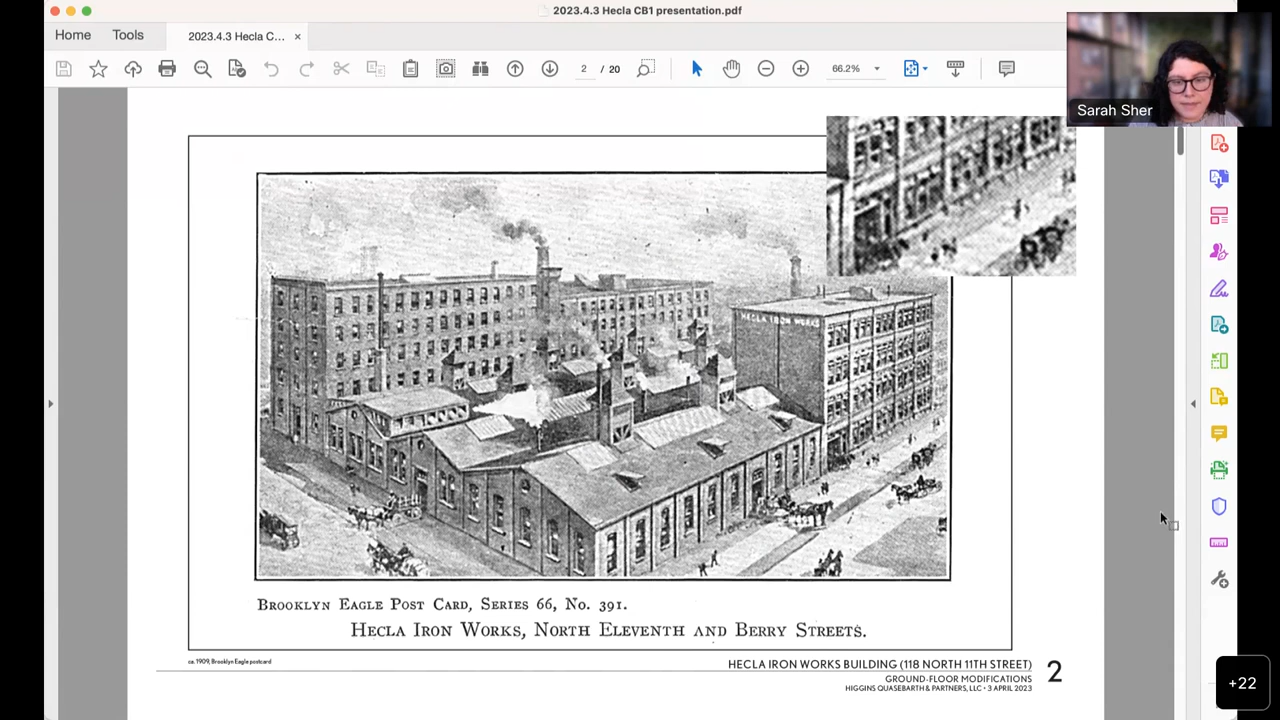 2023.4.3 Hecla CB1 presentation.pdf
Home
Tools
2023.4.3 Hecla C...
2 / 20
66.2%
Sarah Sher
HECLA IRON WORKS
BROOKLYN EAGLE POST CARD, SERIES 66, No. 391.
HECLA IRON WORKS, NORTH ELEVENTH AND BERRY STREETS.
ca. 1909, Brooklyn Eagle postcard
HECLA IRON WORKS BUILDING (118 NORTH 11TH STREET)
2
GROUND-FLOOR MODIFICATIONS
HIGGINS QUASEBARTH & PARTNERS, LLC • 3 APRIL 2023
+22